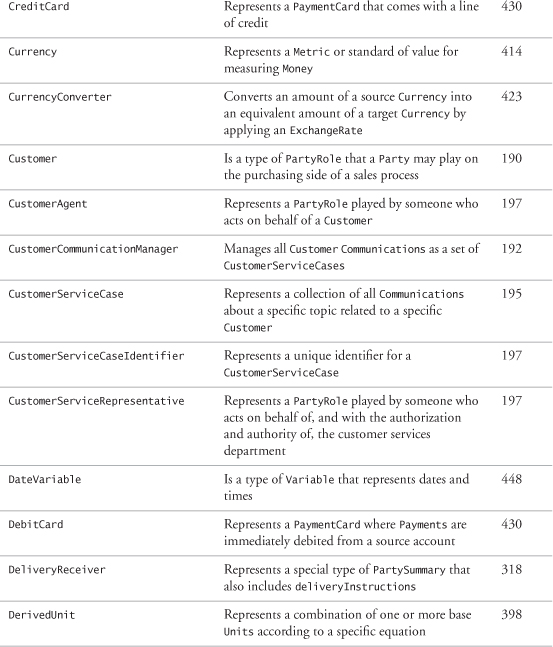 CreditCard Represents a PaymentCard that comes with a line 430
of credit
Currency Represents a Metric or standard of value for 414
measuring Money
CurrencyConverter Converts an amount of a source Currency into 423
an equivalent amount of a target Currency by
applying an ExchangeRate
Customer Is a type of PartyRole that a Party may play on 190
the purchasing side of a sales process
CustomerAgent Represents a PartyRole played by someone who 197
acts on behalf of a Customer
CustomerCommunicationManager Manages all Customer Communications as a set of 192
CustomerServiceCases
CustomerServiceCase Represents a collection of all Communications 195
about a specific topic related to a specific
Customer
CustomerServiceCaseIdentifier Represents a unique identifier for a 197
CustomerServiceCase
CustomerServiceRepresentative Represents a PartyRole played by someone who 197
acts on behalf of, and with the authorization
and authority of, the customer services
department
DateVariable Is a type of Variable that represents dates and 448
times
DebitCard Represents a PaymentCard where Payments are 430
immediately debited from a source account
DeliveryReceiver Represents a special type of PartySummary that 318
also includes deliveryInstructions
DerivedUnit Represents a combination of one or more base 398
Units according to a specific equation